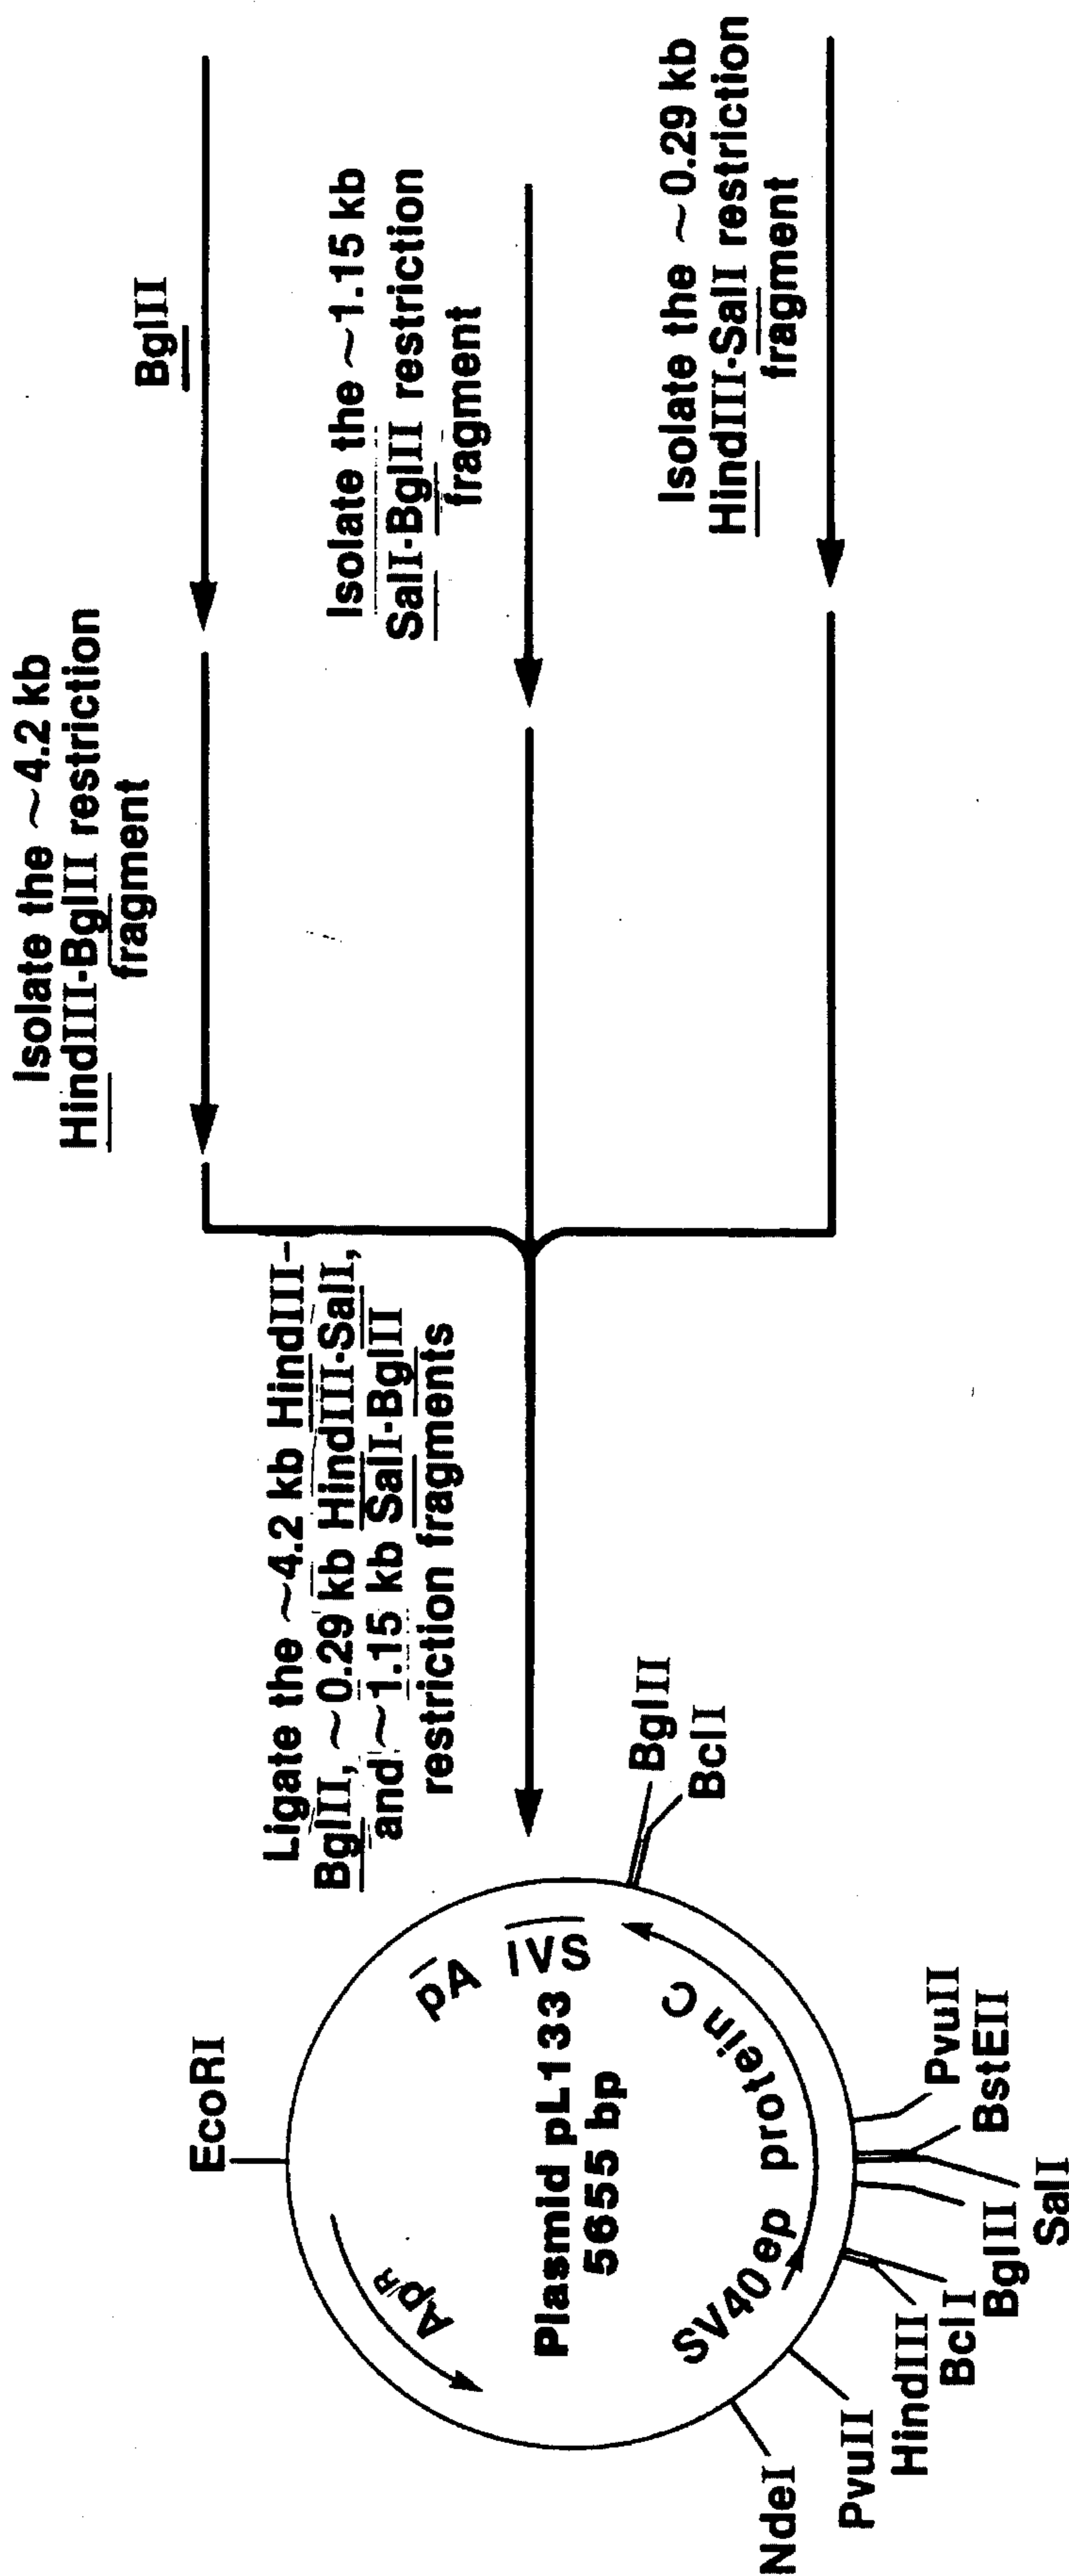 BglII
Isolate the ~4.2 kb
HindIII-BglII restriction
fragment
Isolate the ~1.15 kb
SalI-BglII restriction
fragment
Isolate the ~0.29 kb
HindIII-SalI restriction
fragment
Ligate the ~4.2 kb HindIII-
BglII, ~0.29 kb HindIII-SalI,
and ~1.15 kb SalI-BglII
restriction fragments
EcoRI
pA
IVS
BglII
BclI
PvuII
BstEII
SalI
BglII
BclI
HindIII
PvuII
NdeI
ApR
Plasmid pL133
5655 bp
SV40 ep
protein C